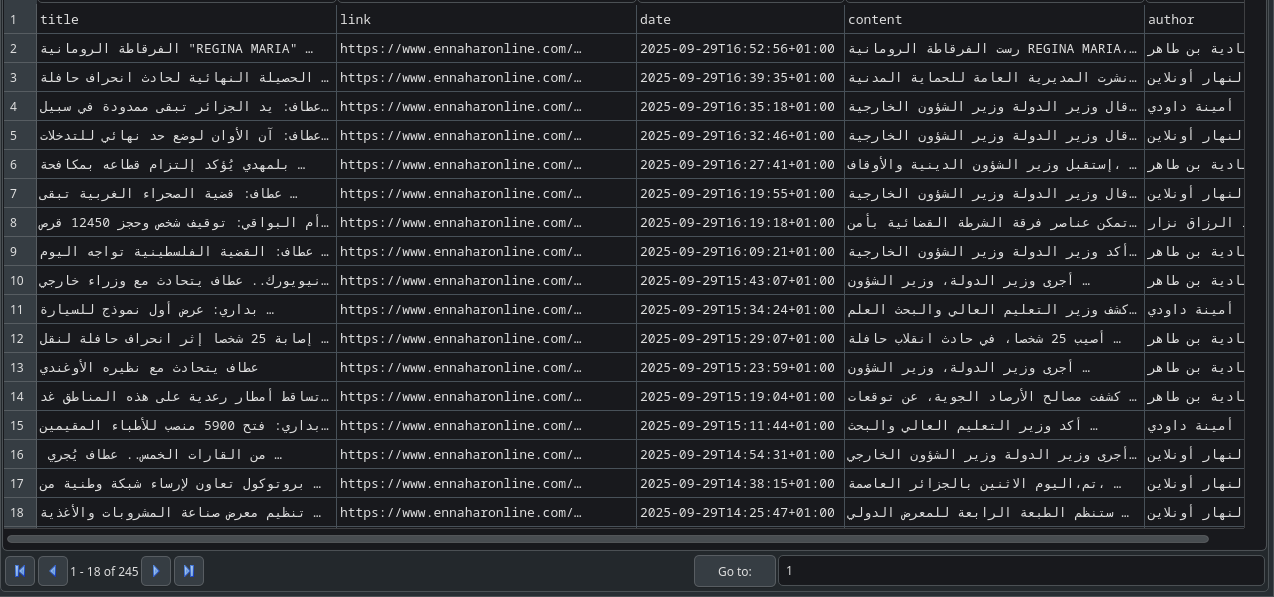 1 title link date content author
2 الفرقاطة الرومانية "REGINA MARIA" … https://www.ennaharonline.com/… 2025-09-29T16:52:56+01:00 رست الفرقاطة الرومانية REGINA MARIA،… ادية بن طاهر
3 الحصيلة النهائية لحادث انحراف حافلة … https://www.ennaharonline.com/… 2025-09-29T16:39:35+01:00 نشرت المديرية العامة للحماية المدنية… لنهار أونلاين
4 عطاف: يد الجزائر تبقى ممدودة في سبيل… https://www.ennaharonline.com/… 2025-09-29T16:35:18+01:00 قال وزير الدولة وزير الشؤون الخارجية… أمينة داودي
5 عطاف: آن الأوان لوضع حد نهائي للتدخلات… https://www.ennaharonline.com/… 2025-09-29T16:32:46+01:00 قال وزير الدولة وزير الشؤون الخارجية… لنهار أونلاين
6 بلمهدي يُؤكد إلتزام قطاعه بمكافحة … https://www.ennaharonline.com/… 2025-09-29T16:27:41+01:00 إستقبل وزير الشؤون الدينية والأوقاف، … ادية بن طاهر
7 عطاف: قضية الصحراء الغربية تبقى … https://www.ennaharonline.com/… 2025-09-29T16:19:55+01:00 قال وزير الدولة وزير الشؤون الخارجية… لنهار أونلاين
8 أم البواقي: توقيف شخص وحجز 12450 قرص… https://www.ennaharonline.com/… 2025-09-29T16:19:18+01:00 تمكن عناصر فرقة الشرطة القضائية بأمن… الرزاق نزار
9 عطاف: القضية الفلسطينية تواجه اليوم … https://www.ennaharonline.com/… 2025-09-29T16:09:21+01:00 أكد وزير الدولة وزير الشؤون الخارجية… ادية بن طاهر
10 نيويورك.. عطاف يتحادث مع وزراء خارجي… https://www.ennaharonline.com/… 2025-09-29T15:43:07+01:00 أجرى وزير الدولة، وزير الشؤون … ادية بن طاهر
11 بداري: عرض أول نموذج للسيارة … https://www.ennaharonline.com/… 2025-09-29T15:34:24+01:00 كشف وزير التعليم العالي والبحث العلم… أمينة داودي
12 إصابة 25 شخصا إثر انحراف حافلة لنقل … https://www.ennaharonline.com/… 2025-09-29T15:29:07+01:00 أصيب 25 شخصا، في حادث انقلاب حافلة … ادية بن طاهر
13 عطاف يتحادث مع نظيره الأوغندي https://www.ennaharonline.com/… 2025-09-29T15:23:59+01:00 أجرى وزير الدولة، وزير الشؤون … ادية بن طاهر
14 تساقط أمطار رعدية على هذه المناطق غد… https://www.ennaharonline.com/… 2025-09-29T15:19:04+01:00 كشفت مصالح الأرصاد الجوية، عن توقعات … ادية بن طاهر
15 بداري: فتح 5900 منصب للأطباء المقيمين… https://www.ennaharonline.com/… 2025-09-29T15:11:44+01:00 أكد وزير التعليم العالي والبحث … أمينة داودي
16 من القارات الخمس.. عطاف يُجري … https://www.ennaharonline.com/… 2025-09-29T14:54:31+01:00 أجرى وزير الدولة وزير الشؤون الخارجي… لنهار أونلاين
17 بروتوكول تعاون لإرساء شبكة وطنية من … https://www.ennaharonline.com/… 2025-09-29T14:38:15+01:00 تم،اليوم الاثنين بالجزائر العاصمة، … لنهار أونلاين
18 تنظيم معرض صناعة المشروبات والأغذية … https://www.ennaharonline.com/… 2025-09-29T14:25:47+01:00 ستنظم الطبعة الرابعة للمعرض الدولي … لنهار أونلاين
1 - 18 of 245 Go to: 1